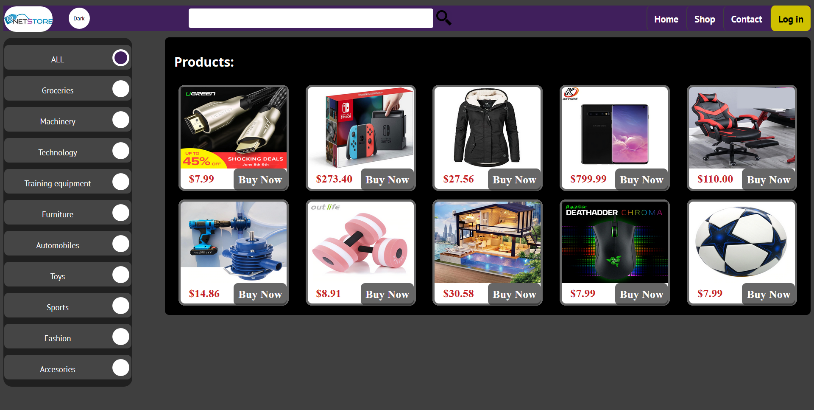 NETSTORE
Dark
Home
Shop
Contact
Log in
ALL
Groceries
Machinery
Technology
Training equipment
Furniture
Automobiles
Toys
Sports
Fashion
Accesories
Products:
UGREEN
UP TO
45% OFF
SHOCKING DEALS
$7.99
Buy Now
$273.40
Buy Now
$27.56
Buy Now
$799.99
Buy Now
$110.00
Buy Now
$14.86
Buy Now
out life
$8.91
Buy Now
$30.58
Buy Now
DEATHADDER CHROMA
$7.99
Buy Now
$7.99
Buy Now